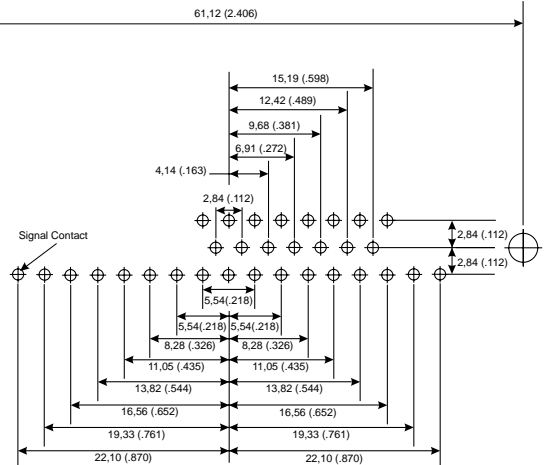 61,12 (2.406)
15,19 (.598)
12,42 (.489)
9,68 (.381)
6,91 (.272)
4,14 (.163)
2,84 (.112)
Signal Contact
2,84 (.112)
2,84 (.112)
5,54(.218)
5,54(.218) 5,54(.218)
8,28 (.326) 8,28 (.326)
11,05 (.435) 11,05 (.435)
13,82 (.544) 13,82 (.544)
16,56 (.652) 16,56 (.652)
19,33 (.761) 19,33 (.761)
22,10 (.870) 22,10 (.870)